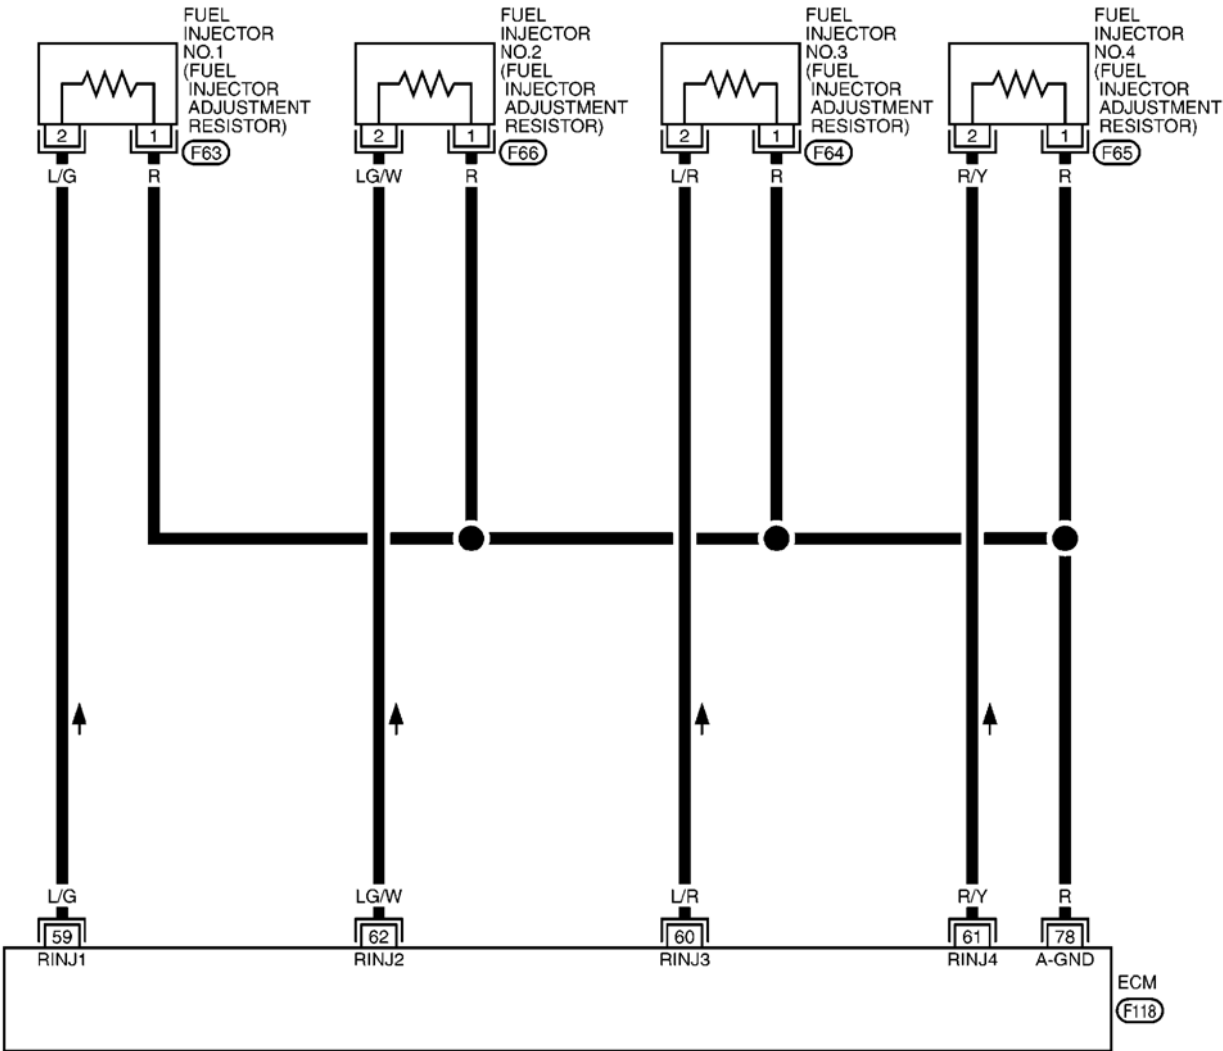 FUEL
INJECTOR
NO.1
(FUEL
INJECTOR
ADJUSTMENT
RESISTOR)
2 1
F63
L/G R
FUEL
INJECTOR
NO.2
(FUEL
INJECTOR
ADJUSTMENT
RESISTOR)
2 1
F66
LG/W R
FUEL
INJECTOR
NO.3
(FUEL
INJECTOR
ADJUSTMENT
RESISTOR)
2 1
F64
L/R R
FUEL
INJECTOR
NO.4
(FUEL
INJECTOR
ADJUSTMENT
RESISTOR)
2 1
F65
R/Y R
L/G LG/W L/R R/Y R
59 62 60 61 78
RINJ1 RINJ2 RINJ3 RINJ4 A-GND
ECM
F118